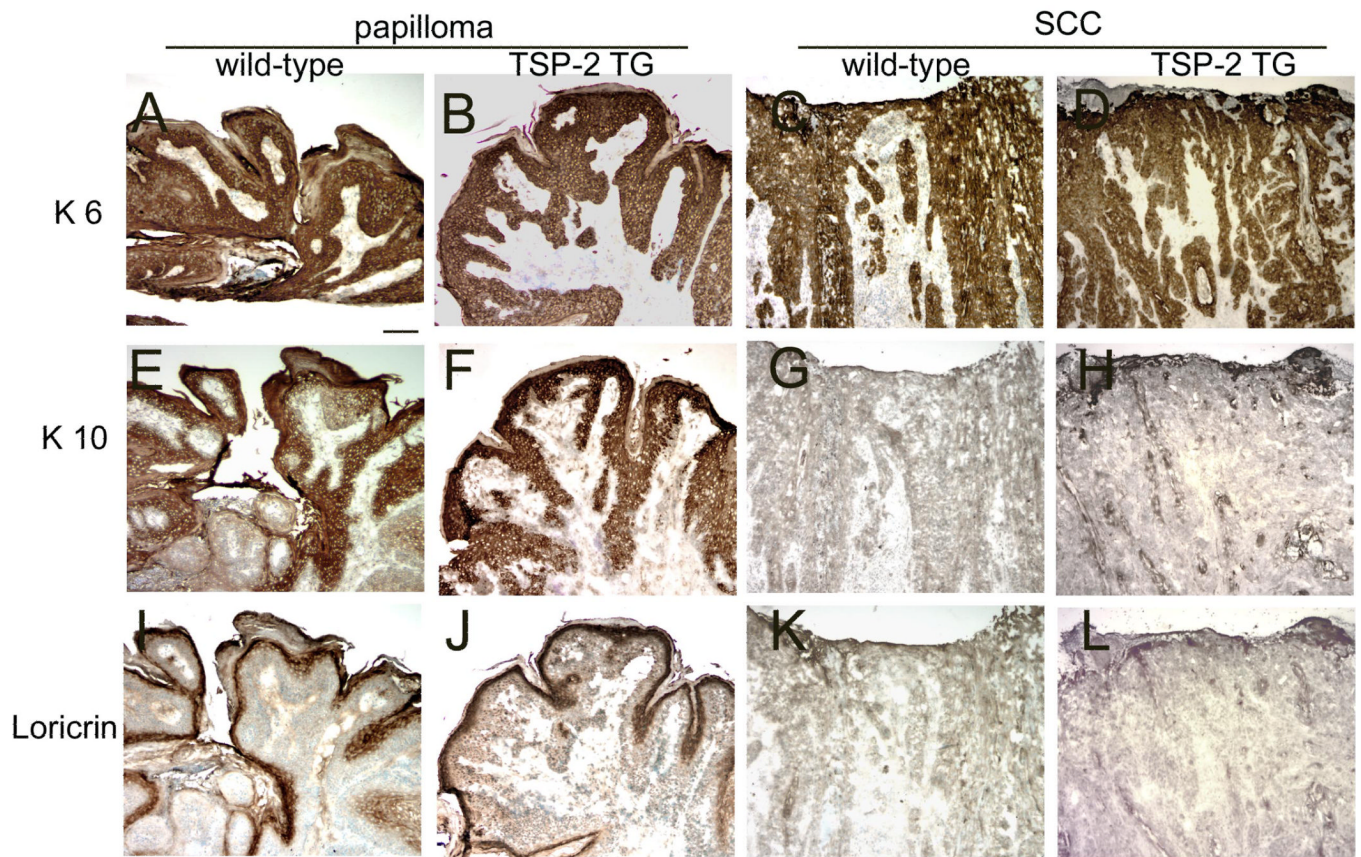 papilloma SCC
wild-type TSP-2 TG wild-type TSP-2 TG
A B C D
K 6
E F G H
K 10
I J K L
Loricrin